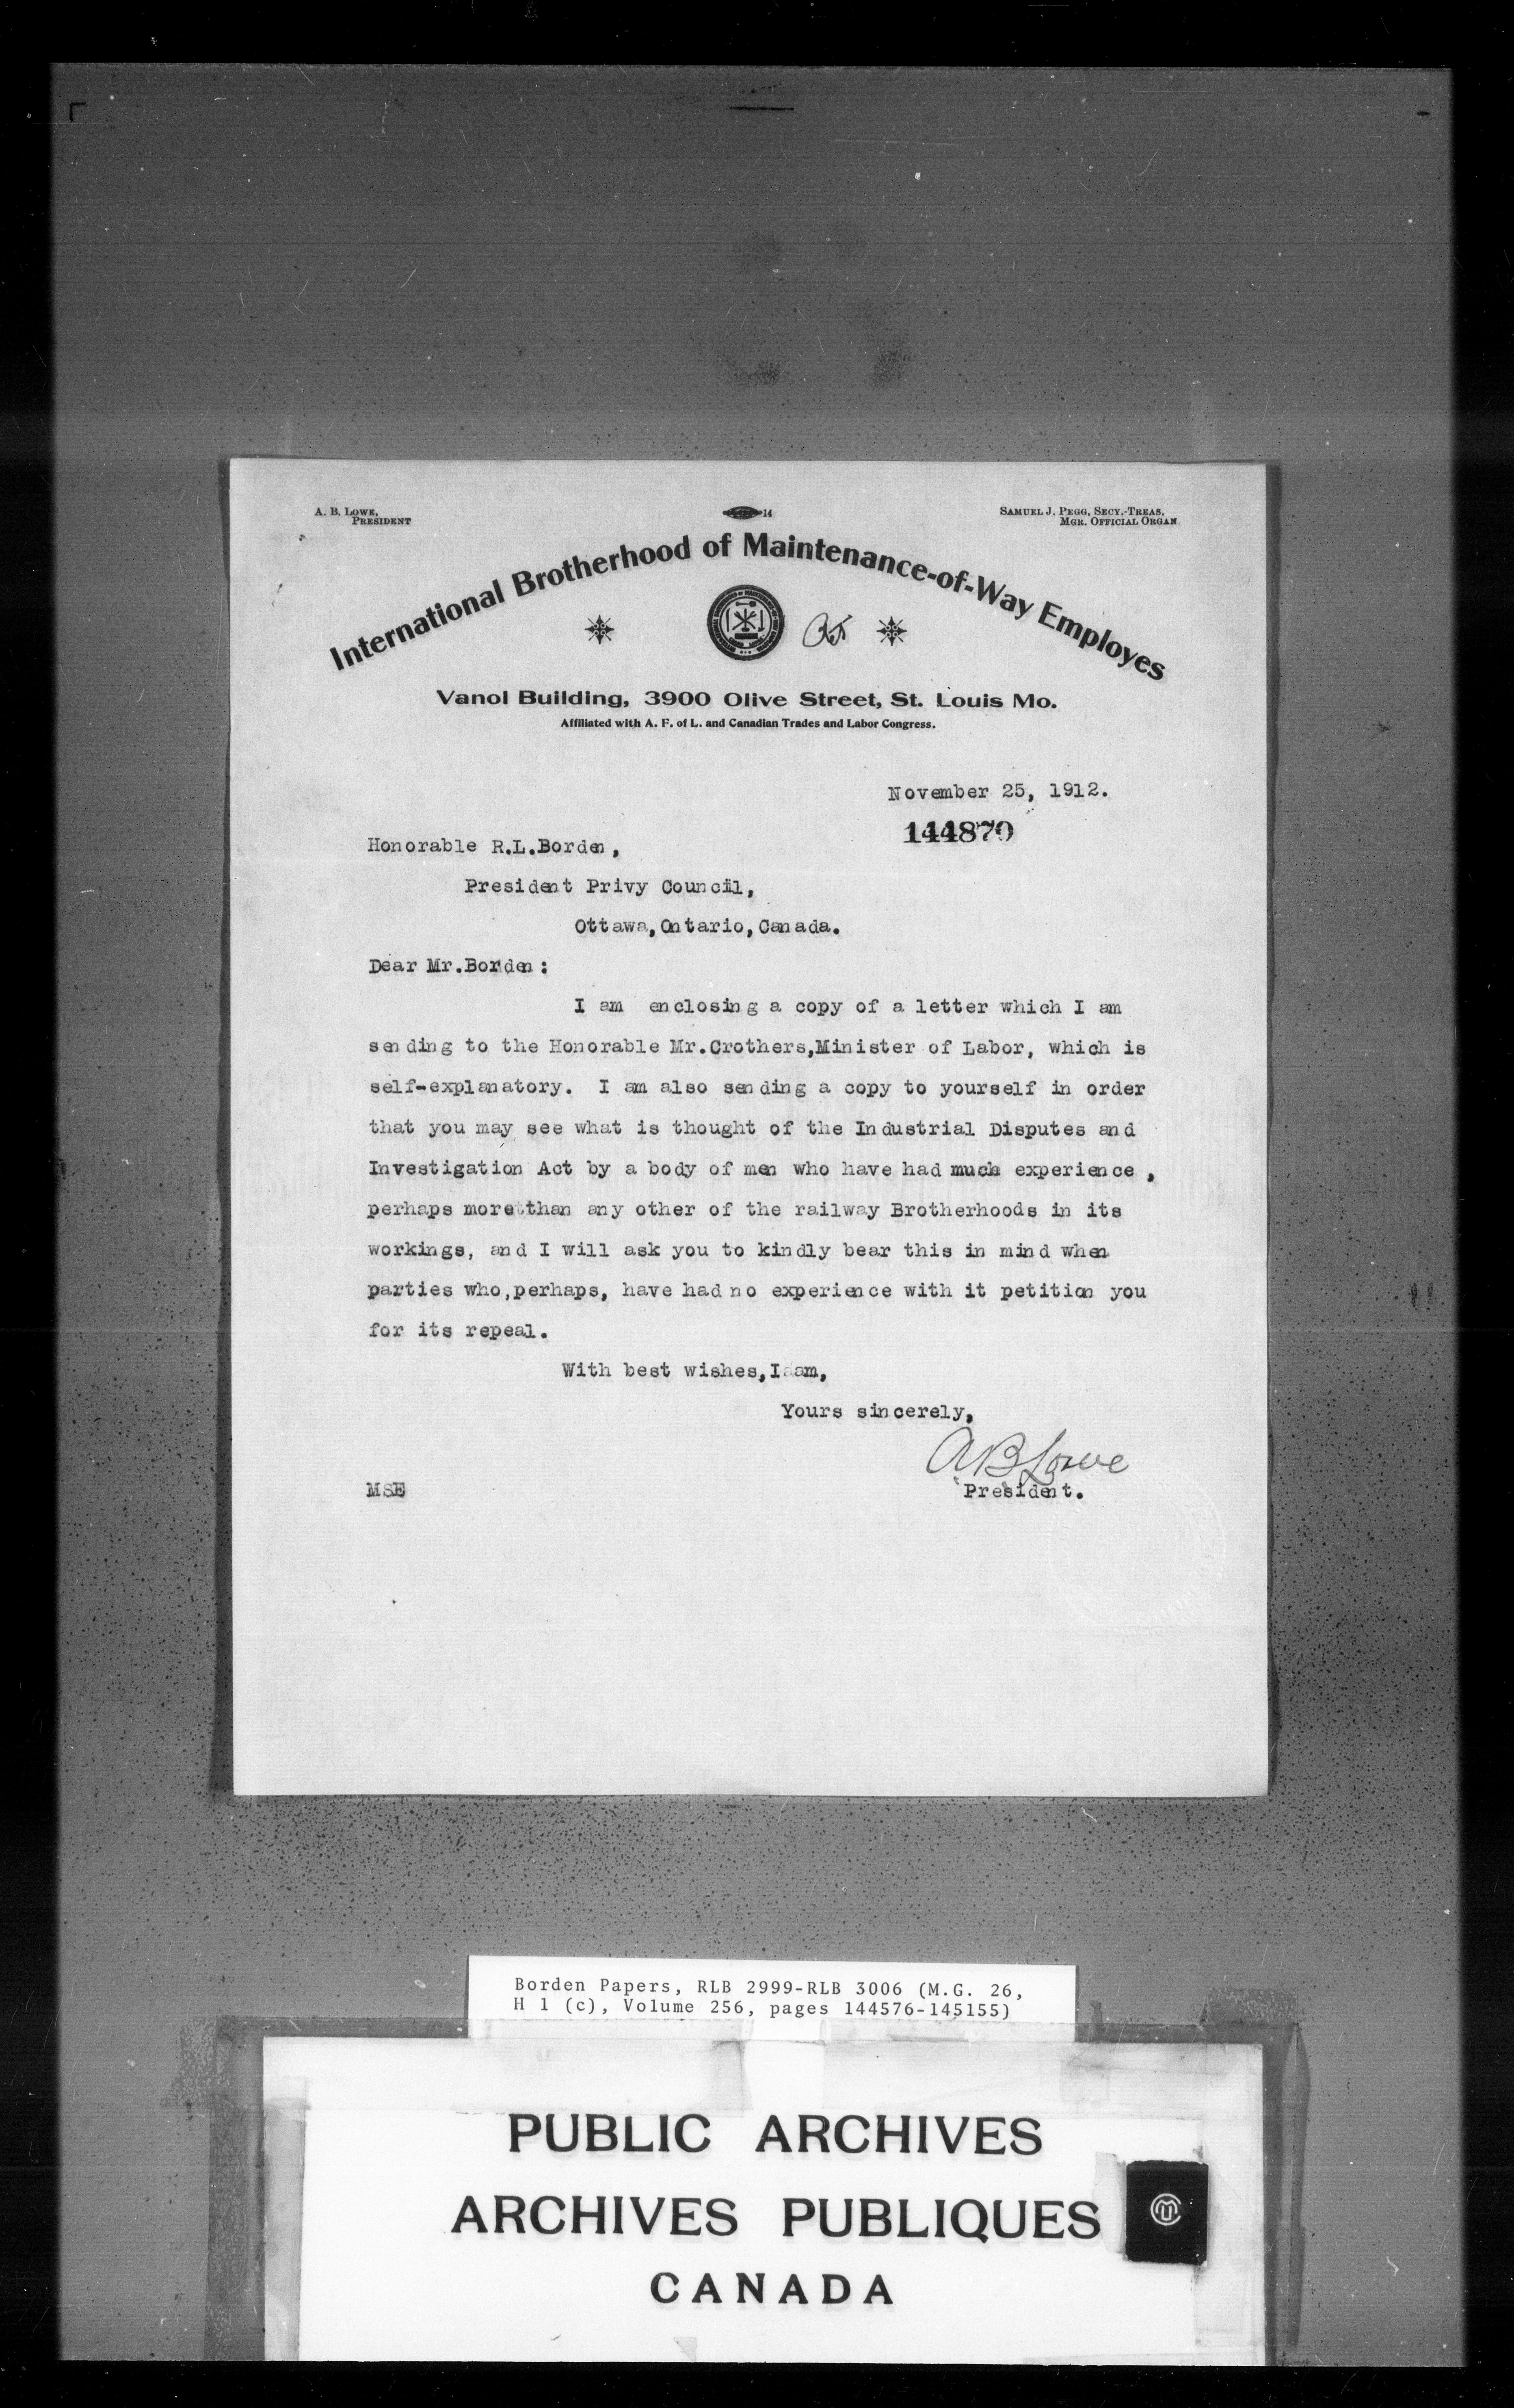 A. B. LOWE,
PRESIDENT
14
SAMUEL J. PEGG, SECY.-TREAS.
MGR. OFFICIAL ORGAN
International Brotherhood of Maintenance-of-Way Employes
Vanol Building, 3900 Olive Street, St. Louis Mo.
Affiliated with A. F. of L. and Canadian Trades and Labor Congress.
November 25, 1912.
144870
Honorable R.L.Borden,
President Privy Council,
Ottawa,Ontario,Canada.
Dear Mr.Borden:
I am enclosing a copy of a letter which I am
sending to the Honorable Mr.Crothers,Minister of Labor, which is
self-explanatory. I am also sending a copy to yourself in order
that you may see what is thought of the Industrial Disputes and
Investigation Act by a body of men who have had much experience,
perhaps more than any other of the railway Brotherhoods in its
workings, and I will ask you to kindly bear this in mind when
parties who,perhaps, have had no experience with it petition you
for its repeal.
With best wishes,I am,
Yours sincerely,
A B Lowe
President.
MSE
Borden Papers, RLB 2999-RLB 3006 (M.G. 26,
H 1 (c), Volume 256, pages 144576-145155)
PUBLIC ARCHIVES
ARCHIVES PUBLIQUES
CANADA